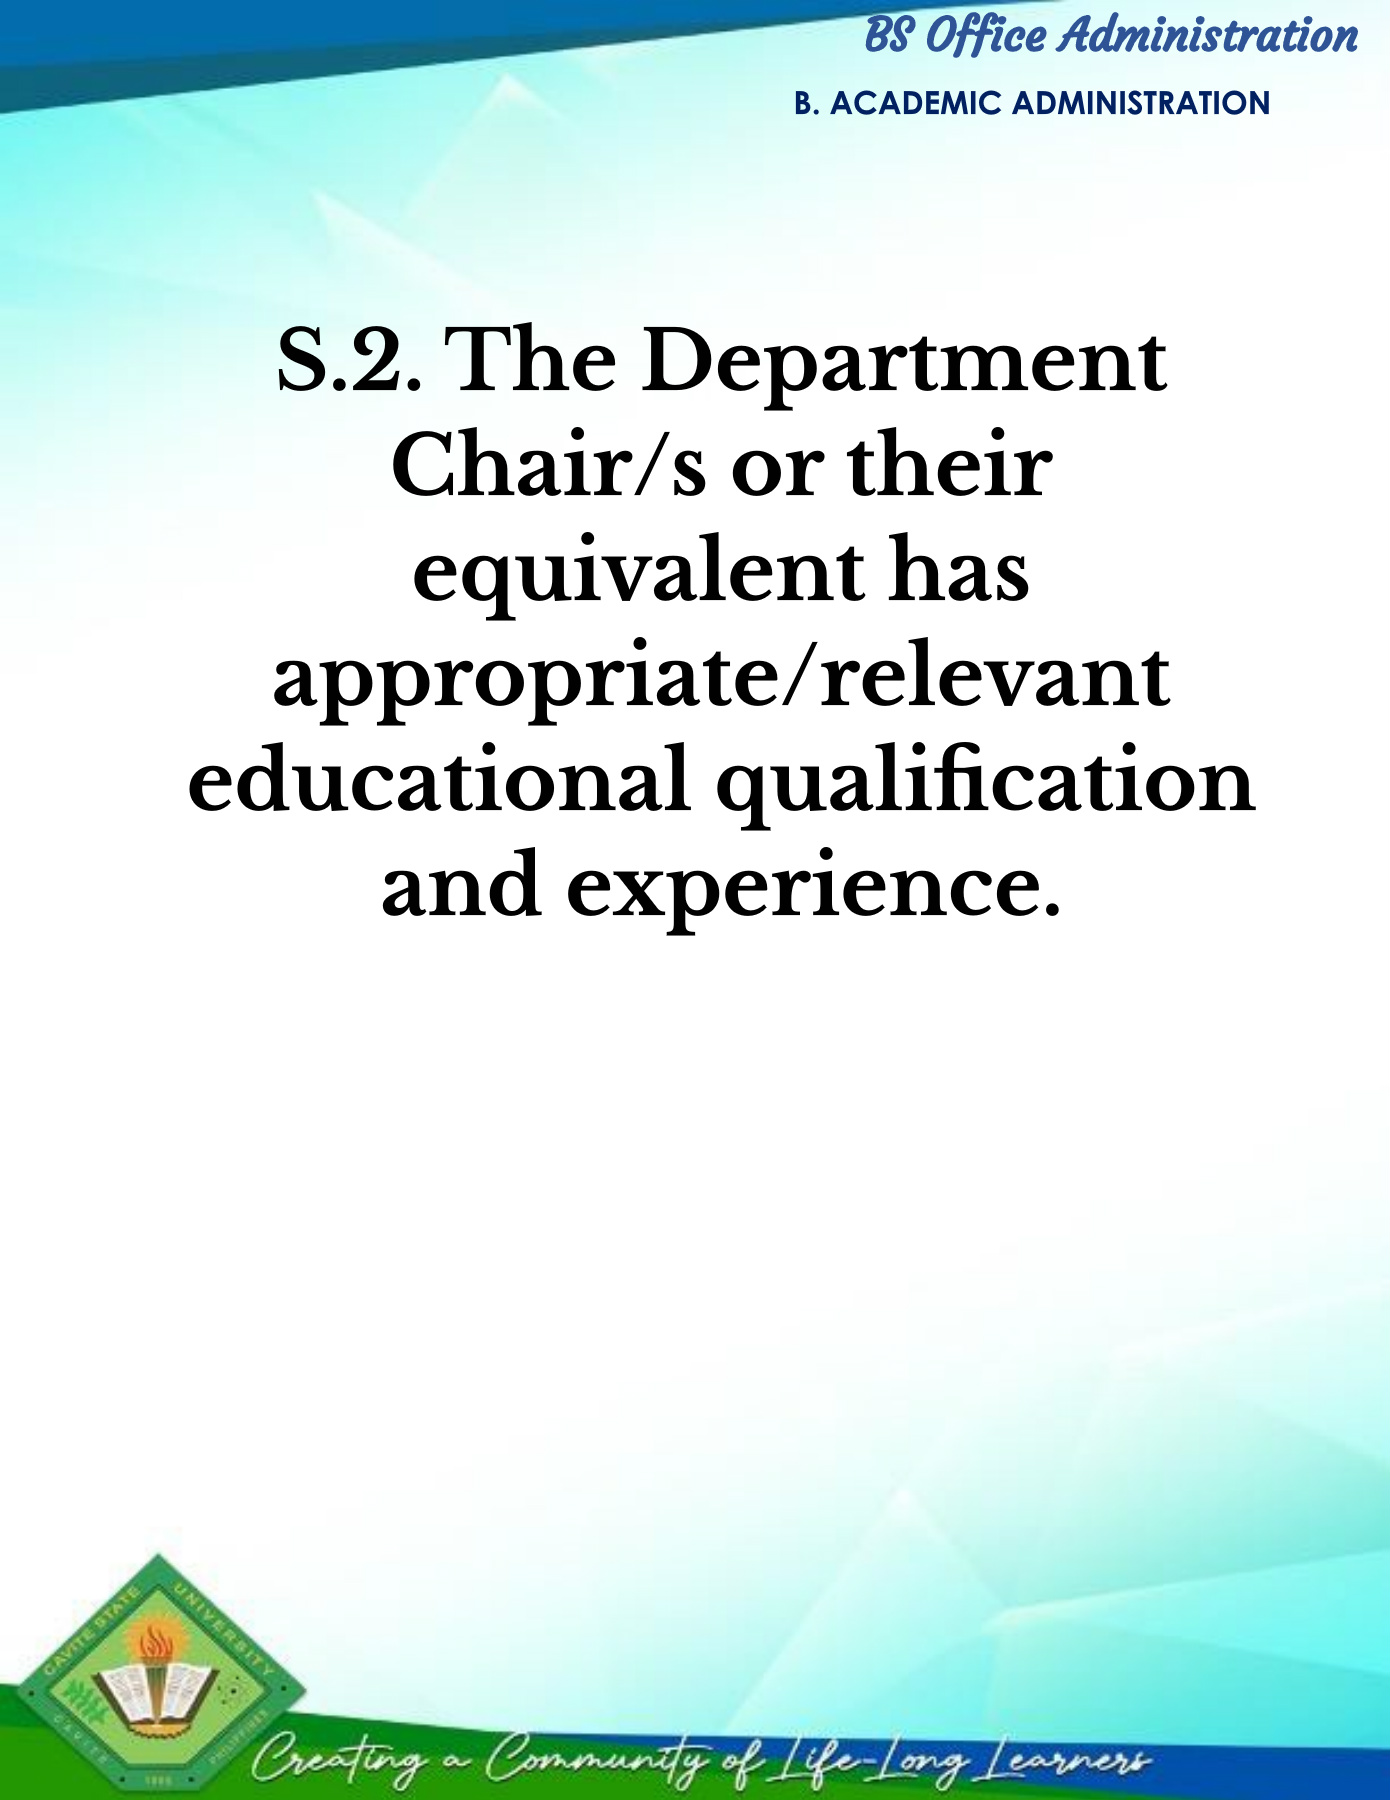 BS Office Administration
B. ACADEMIC ADMINISTRATION
S.2. The Department
Chair/s or their
equivalent has
appropriate/relevant
educational qualification
and experience.
CAVITE STATE UNIVERSITY
CAVITE PHILIPPINES
Creating a Community of Life-Long Learners